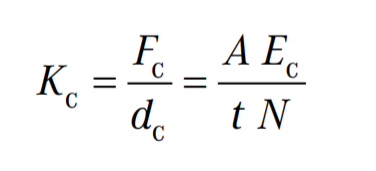 K_c = F_c / d_c = A E_c / t N